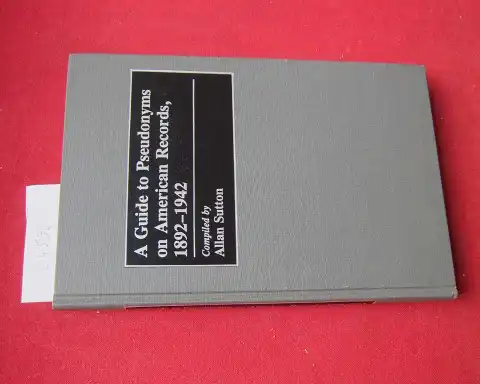 A Guide to Pseudonyms
on American Records,
1892–1942
Compiled by
Allan Sutton